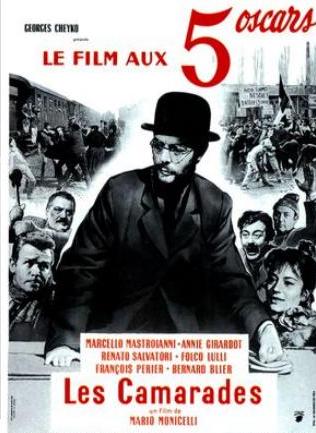 GEORGES CHEYKO
présente
LE FILM AUX 5 oscars
MARCELLO MASTROIANNI - ANNIE GIRARDOT
RENATO SALVATORI - FOLCO LULLI
FRANÇOIS PERIER - BERNARD BLIER
Les Camarades
un film de
MARIO MONICELLI